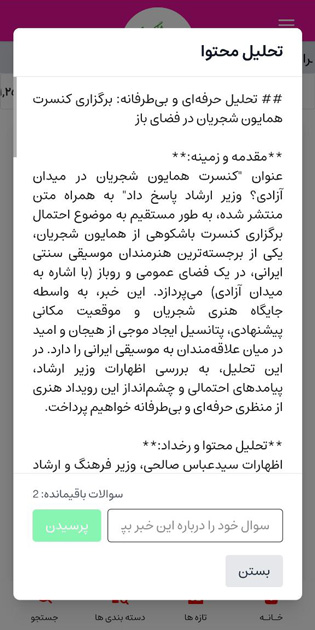 تحلیل محتوا
## تحلیل حرفه‌ای و بی‌طرفانه: برگزاری کنسرت
همایون شجریان در فضای باز
**مقدمه و زمینه:**
عنوان "کنسرت همایون شجریان در میدان
آزادی؟ وزیر ارشاد پاسخ داد" به همراه متن
منتشر شده، به طور مستقیم به موضوع احتمال
برگزاری کنسرت باشکوهی از همایون شجریان،
یکی از برجسته‌ترین هنرمندان موسیقی سنتی
ایرانی، در یک فضای عمومی و روباز (با اشاره به
میدان آزادی) می‌پردازد. این خبر، به واسطه
جایگاه هنری شجریان و موقعیت مکانی
پیشنهادی، پتانسیل ایجاد موجی از هیجان و امید
در میان علاقه‌مندان به موسیقی ایرانی را دارد. در
این تحلیل، به بررسی اظهارات وزیر ارشاد،
پیامدهای احتمالی و چشم‌انداز این رویداد هنری
از منظری حرفه‌ای و بی‌طرفانه خواهیم پرداخت.
**تحلیل محتوا و رخداد:**
اظهارات سیدعباس صالحی، وزیر فرهنگ و ارشاد
سوالات باقیمانده: 2
سوال خود را درباره این خبر بپ
پرسیدن
بستن
خـانـه
تازه ها
دسته بندی ها
جستجو